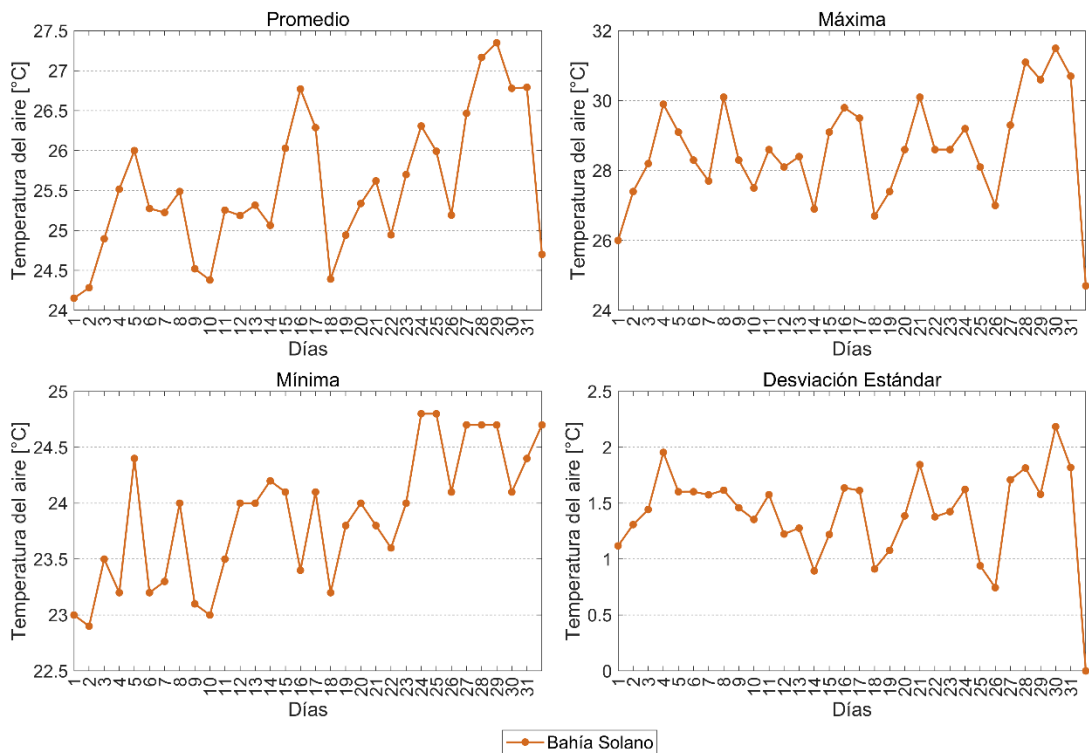 Promedio
Temperatura del aire [°C]
27.5
27
26.5
26
25.5
25
24.5
24
1 2 3 4 5 6 7 8 9 10 11 12 13 14 15 16 17 18 19 20 21 22 23 24 25 26 27 28 29 30 31
Días
Máxima
Temperatura del aire [°C]
32
30
28
26
24
1 2 3 4 5 6 7 8 9 10 11 12 13 14 15 16 17 18 19 20 21 22 23 24 25 26 27 28 29 30 31
Días
Mínima
Temperatura del aire [°C]
25
24.5
24
23.5
23
22.5
1 2 3 4 5 6 7 8 9 10 11 12 13 14 15 16 17 18 19 20 21 22 23 24 25 26 27 28 29 30 31
Días
Desviación Estándar
Temperatura del aire [°C]
2.5
2
1.5
1
0.5
0
1 2 3 4 5 6 7 8 9 10 11 12 13 14 15 16 17 18 19 20 21 22 23 24 25 26 27 28 29 30 31
Días
Bahía Solano